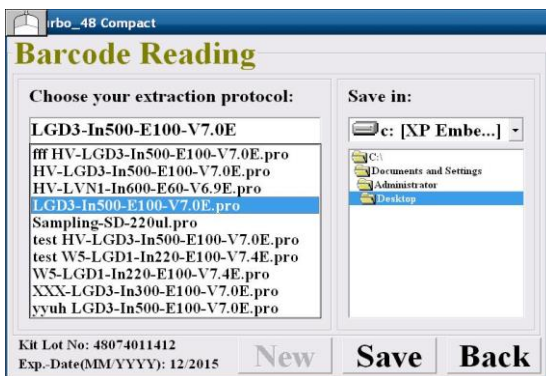 rbo_48 Compact
Barcode Reading
Choose your extraction protocol:
LGD3-In500-E100-V7.0E
fff HV-LGD3-In500-E100-V7.0E.pro
HV-LGD3-In500-E100-V7.0E.pro
HV-LVN1-In600-E60-V6.9E.pro
LGD3-In500-E100-V7.0E.pro
Sampling-SD-220ul.pro
test HV-LGD3-In500-E100-V7.0E.pro
test W5-LGD1-In220-E100-V7.4E.pro
W5-LGD1-In220-E100-V7.4E.pro
XXX-LGD3-In300-E100-V7.0E.pro
yyuh LGD3-In500-E100-V7.0E.pro
Save in:
c: [XP Embe...]
C:\
Documents and Settings
Administrator
Desktop
Kit Lot No: 48074011412
Exp.-Date(MM/YYYY): 12/2015
New
Save
Back